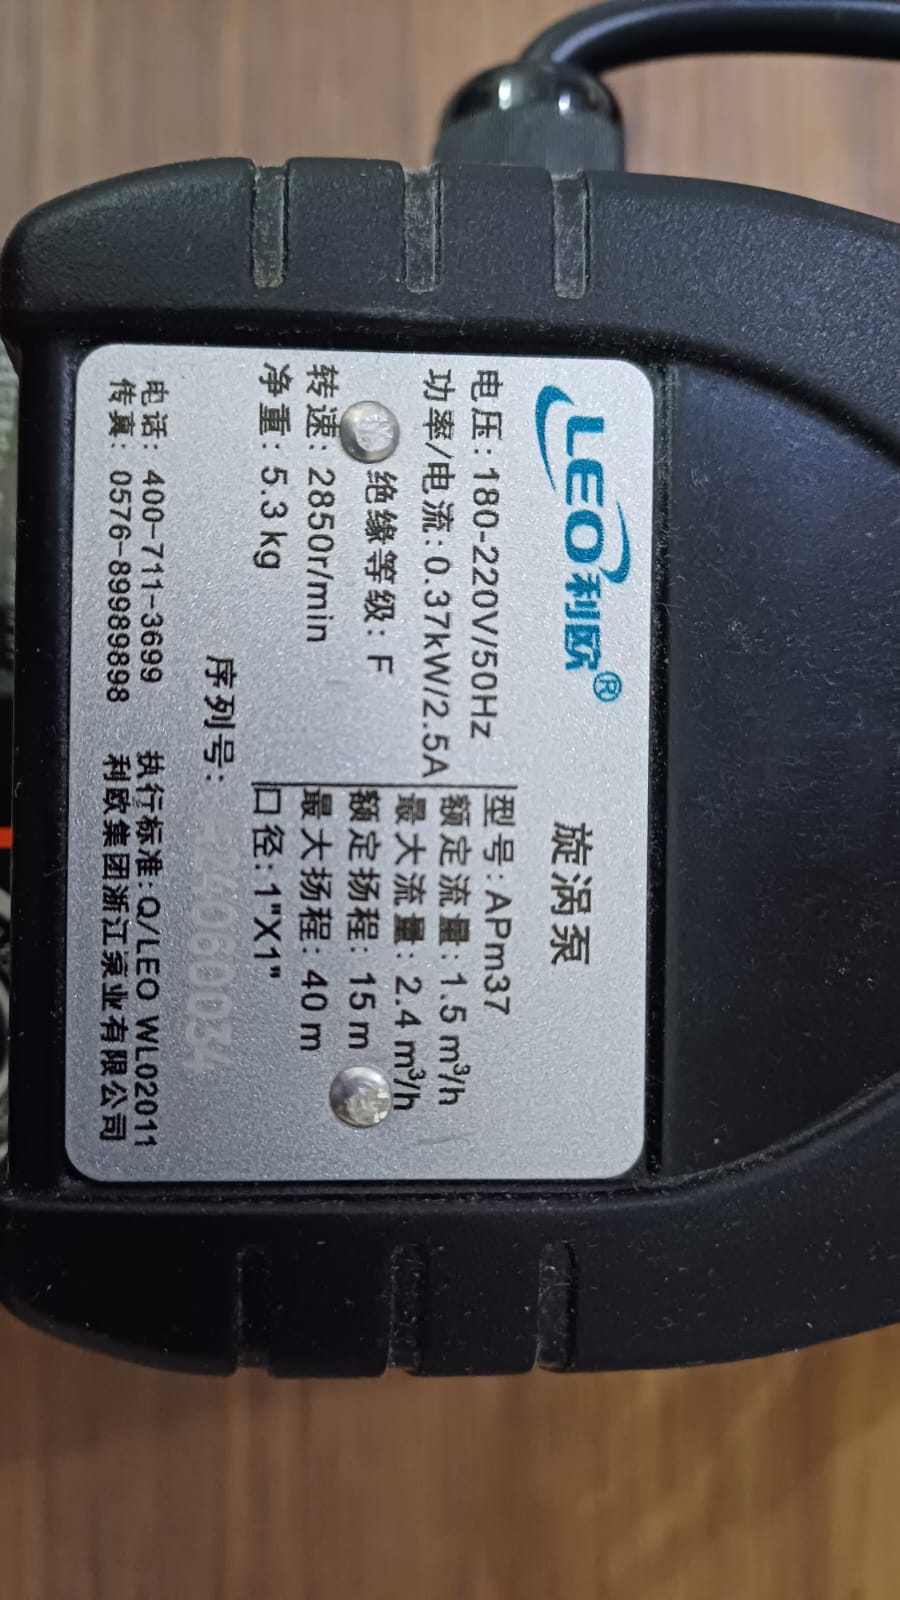 LEO利欧®
旋涡泵
电压:180-220V/50Hz
功率/电流:0.37kW/2.5A
绝缘等级:F
转速:2850r/min
净重:5.3kg
型号:APm37
额定流量:1.5 m³/h
最大流量:2.4 m³/h
额定扬程:15 m
最大扬程:40 m
口径:1"X1"
序列号:
电话:400-711-3699
执行标准:Q/LEO WL02011
传真:0576-89989898
利欧集团浙江泵业有限公司